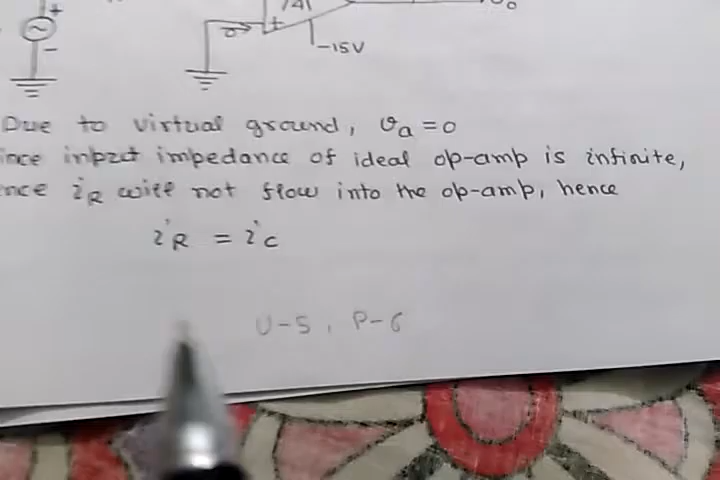 +
741
+
-
-15V
Due to virtual ground, va = 0
ince input impedance of ideal op-amp is infinite,
ence iR will not flow into the op-amp, hence
iR = iC
U-5, P-6